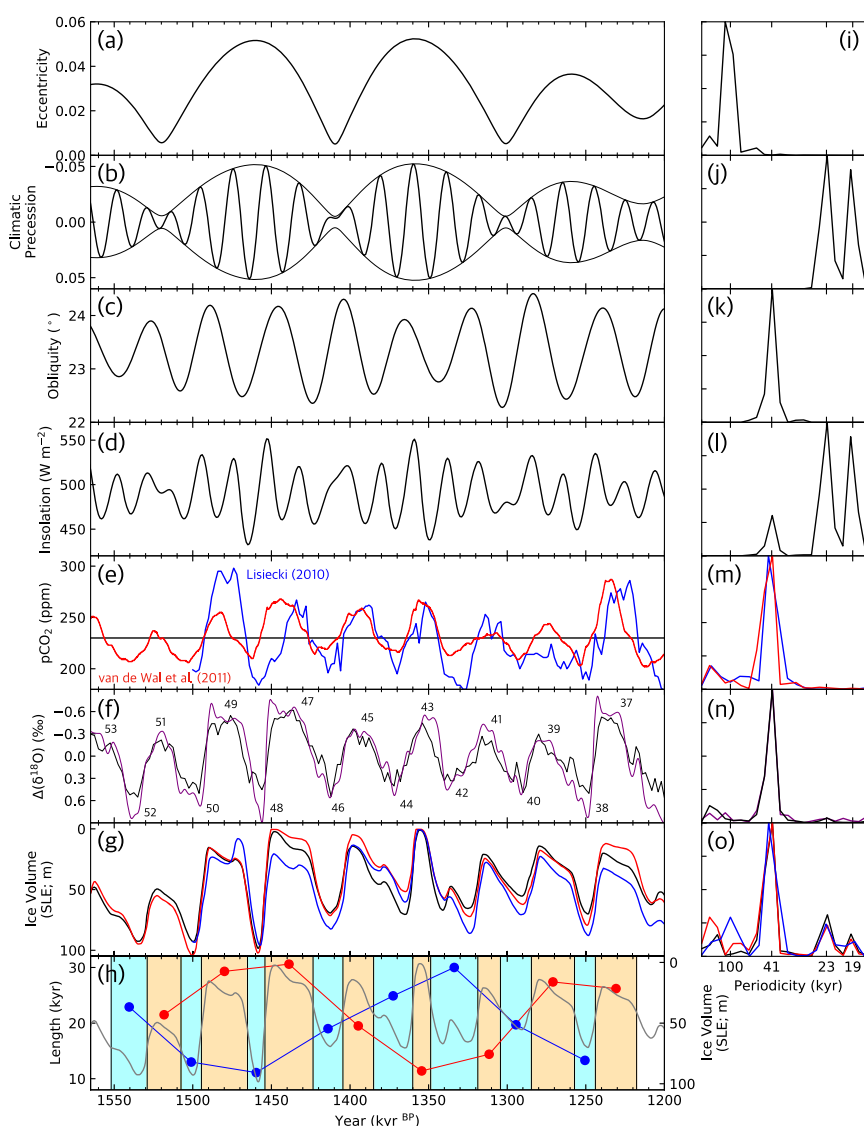 (a)
Eccentricity
0.06
0.04
0.02
0.00
(i)
(b)
Climatic
Precession
−0.05
0.00
0.05
(j)
(c)
Obliquity (°)
24
23
22
(k)
(d)
Insolation (W m−2)
550
500
450
(l)
(e)
pCO2 (ppm)
300
250
200
Lisiecki (2010)
van de Wal et al. (2011)
(m)
(f)
Δ(δ18O) (‰)
−0.6
−0.3
0.0
0.3
0.6
53
51
49
47
45
43
41
39
37
52
50
48
46
44
42
40
38
(n)
(g)
Ice Volume
(SLE; m)
0
50
100
(o)
100
41
23
19
Periodicity (kyr)
(h)
Length (kyr)
30
20
10
0
50
100
Ice Volume
(SLE; m)
1550
1500
1450
1400
1350
1300
1250
1200
Year (kyr BP)